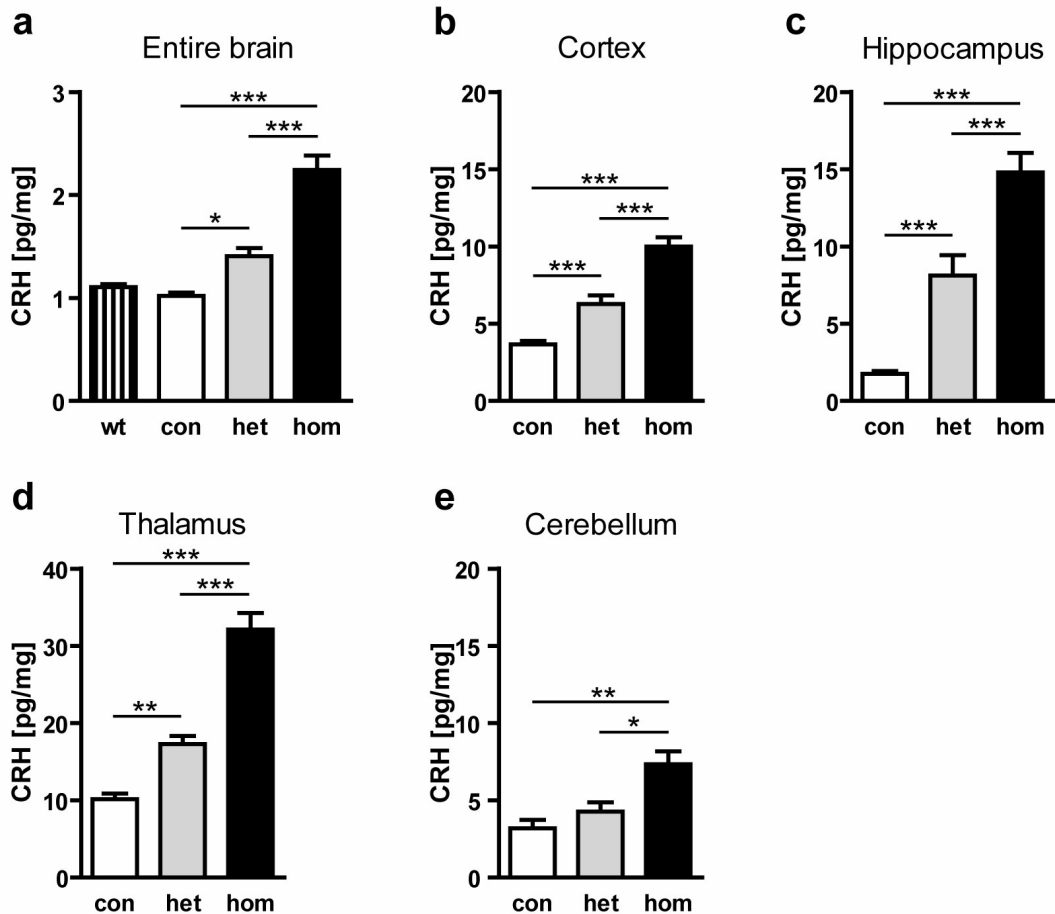 a
Entire brain
CRH [pg/mg]
3
2
1
0
***
***
*
wt con het hom
b
Cortex
CRH [pg/mg]
20
15
10
5
0
***
***
***
con het hom
c
Hippocampus
CRH [pg/mg]
20
15
10
5
0
***
***
***
con het hom
d
Thalamus
CRH [pg/mg]
40
30
20
10
0
***
***
**
con het hom
e
Cerebellum
CRH [pg/mg]
20
15
10
5
0
**
*
con het hom